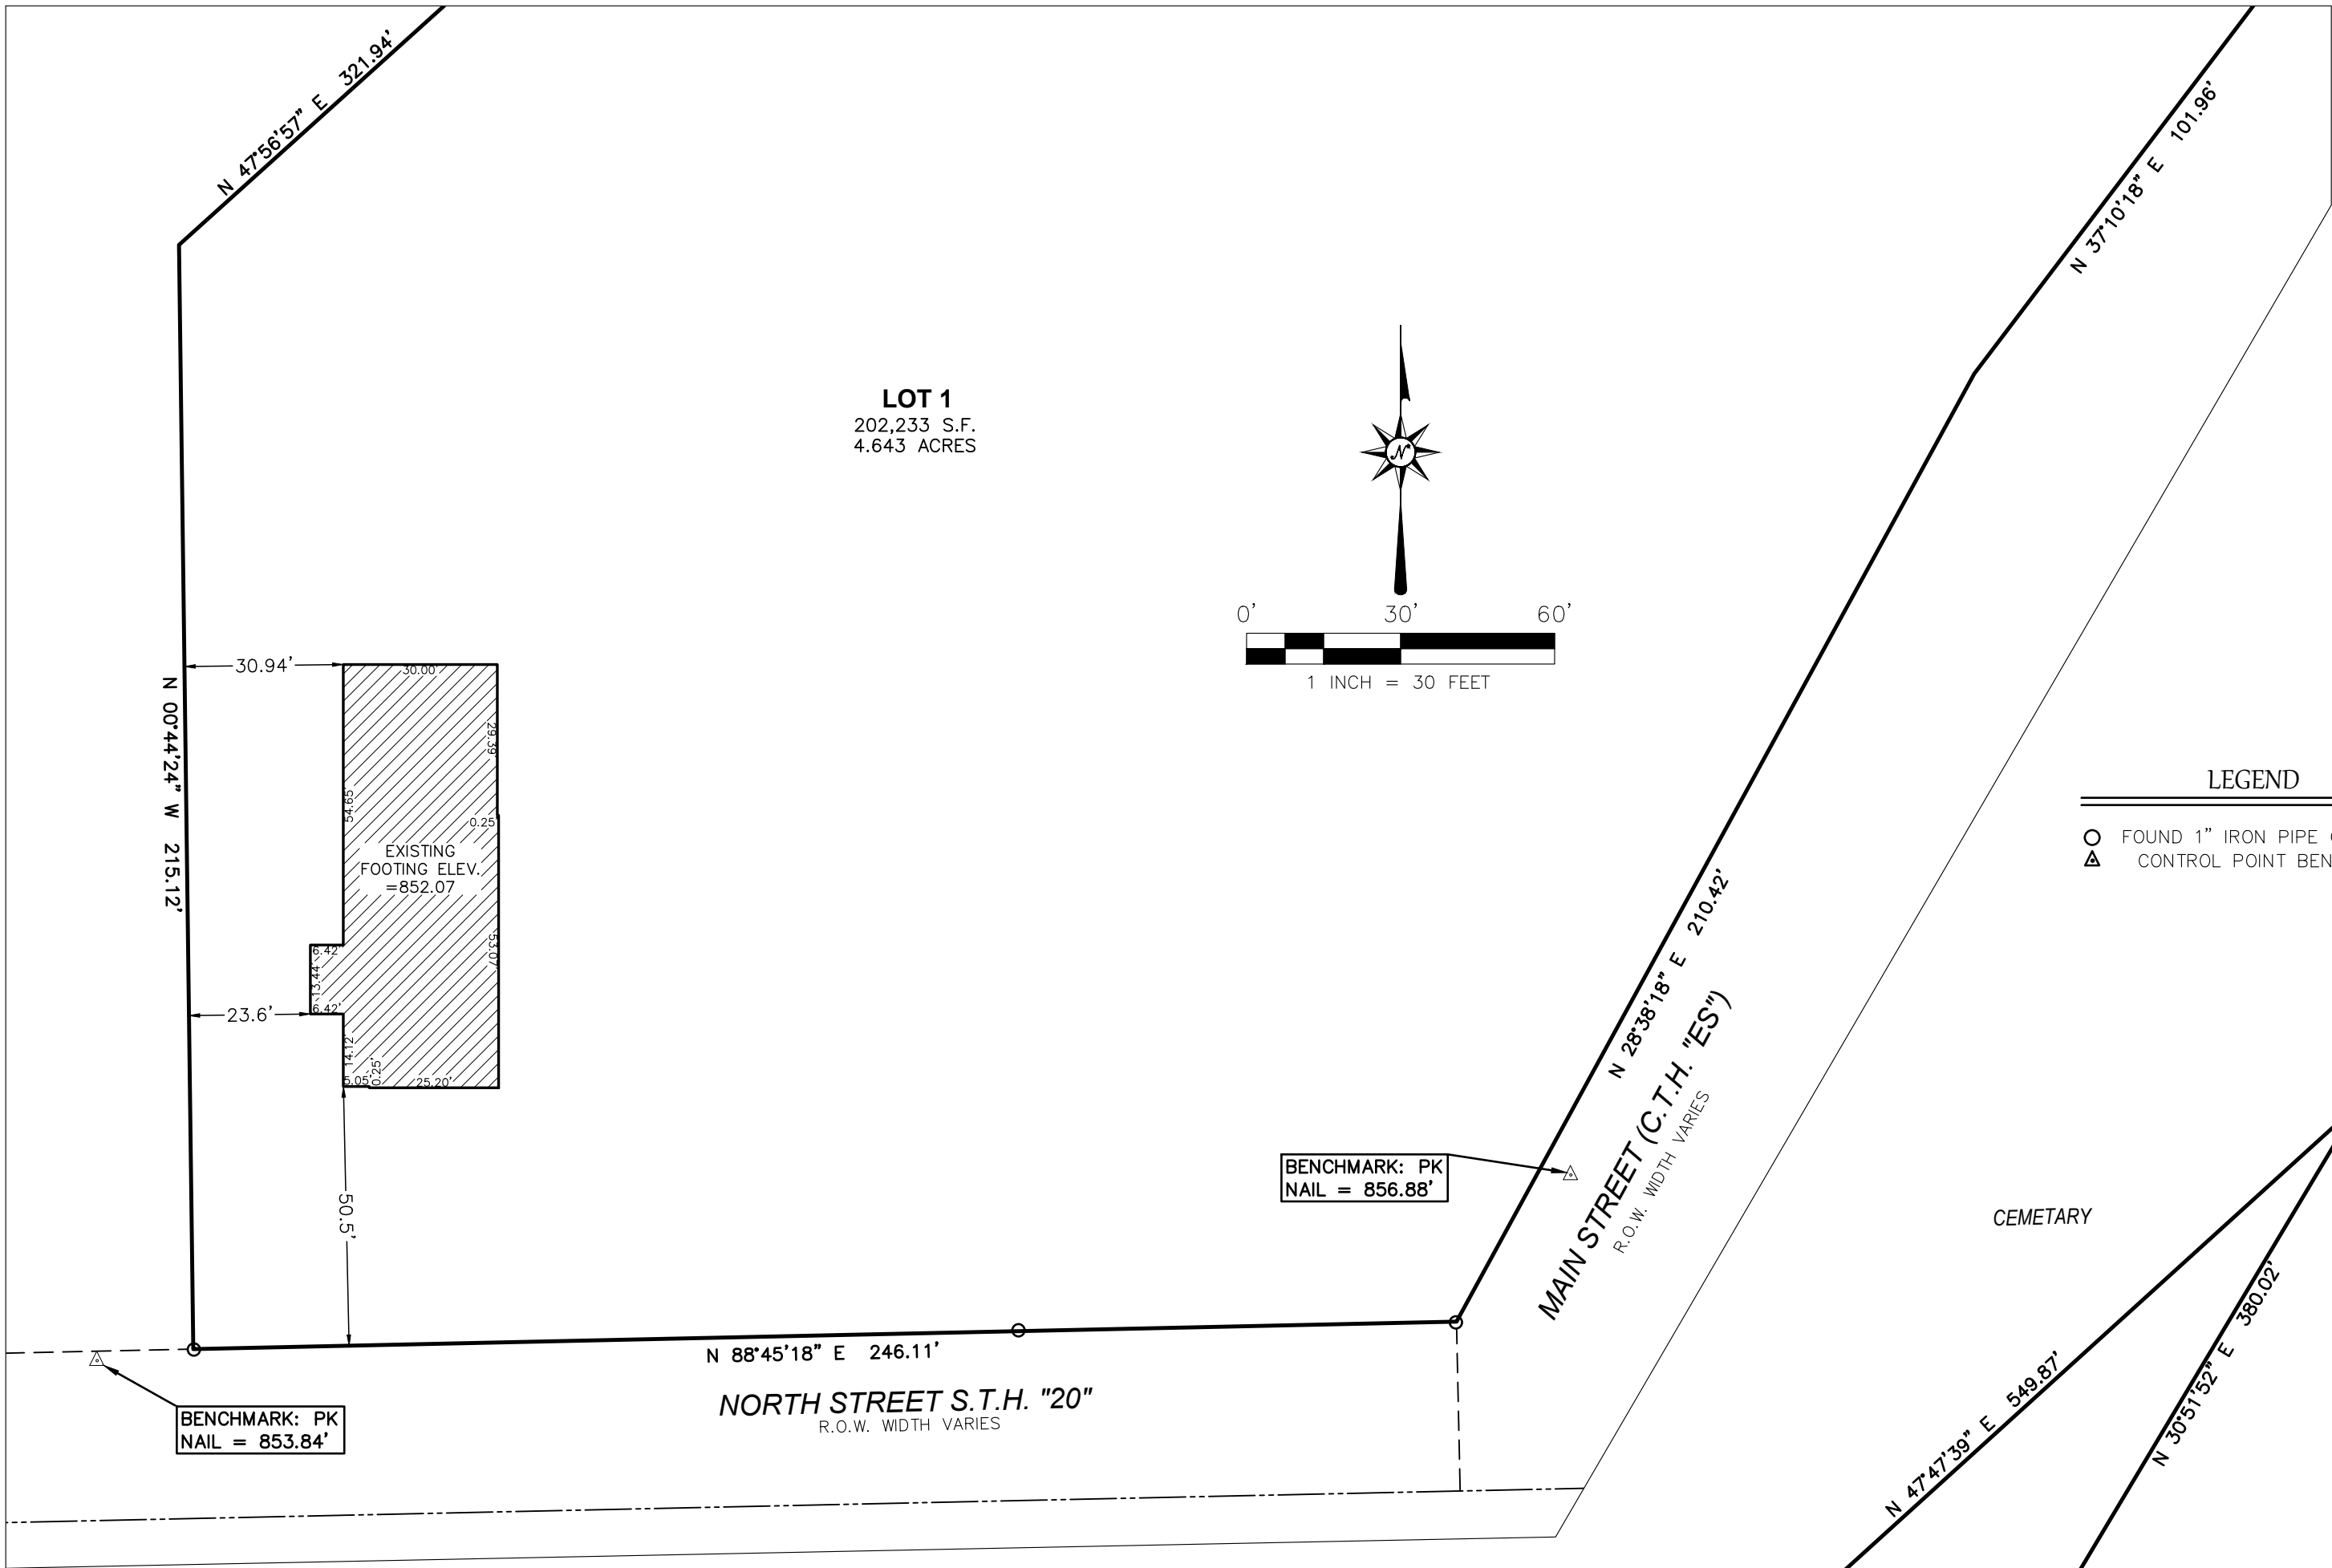 N 47°56'57" E 321.94'
N 37°10'18" E 101.96'
LOT 1
202,233 S.F.
4.643 ACRES
N
0' 30' 60'
1 INCH = 30 FEET
N 00°44'24" W 215.12'
30.94'
30.00'
29.39'
54.65'
0.25'
EXISTING
FOOTING ELEV.
=852.07
53.07'
6.42'
13.44'
6.42'
23.6'
14.12'
5.05'
0.25'
25.20'
50.5'
LEGEND
FOUND 1" IRON PIPE
CONTROL POINT
N 28°38'18" E 210.42'
MAIN STREET (C.T.H. "ES")
R.O.W. WIDTH VARIES
BENCHMARK: PK
NAIL = 856.88'
CEMETARY
N 88°45'18" E 246.11'
NORTH STREET S.T.H. "20"
R.O.W. WIDTH VARIES
BENCHMARK: PK
NAIL = 853.84'
N 47°47'39" E 549.87'
N 30°51'52" E 380.02'